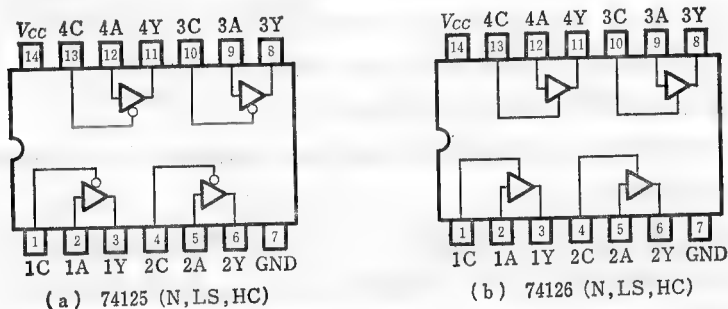 Vcc 4C 4A 4Y 3C 3A 3Y
14 13 12 11 10 9 8
1 2 3 4 5 6 7
1C 1A 1Y 2C 2A 2Y GND
(a) 74125 (N, LS, HC)
Vcc 4C 4A 4Y 3C 3A 3Y
14 13 12 11 10 9 8
1 2 3 4 5 6 7
1C 1A 1Y 2C 2A 2Y GND
(b) 74126 (N, LS, HC)